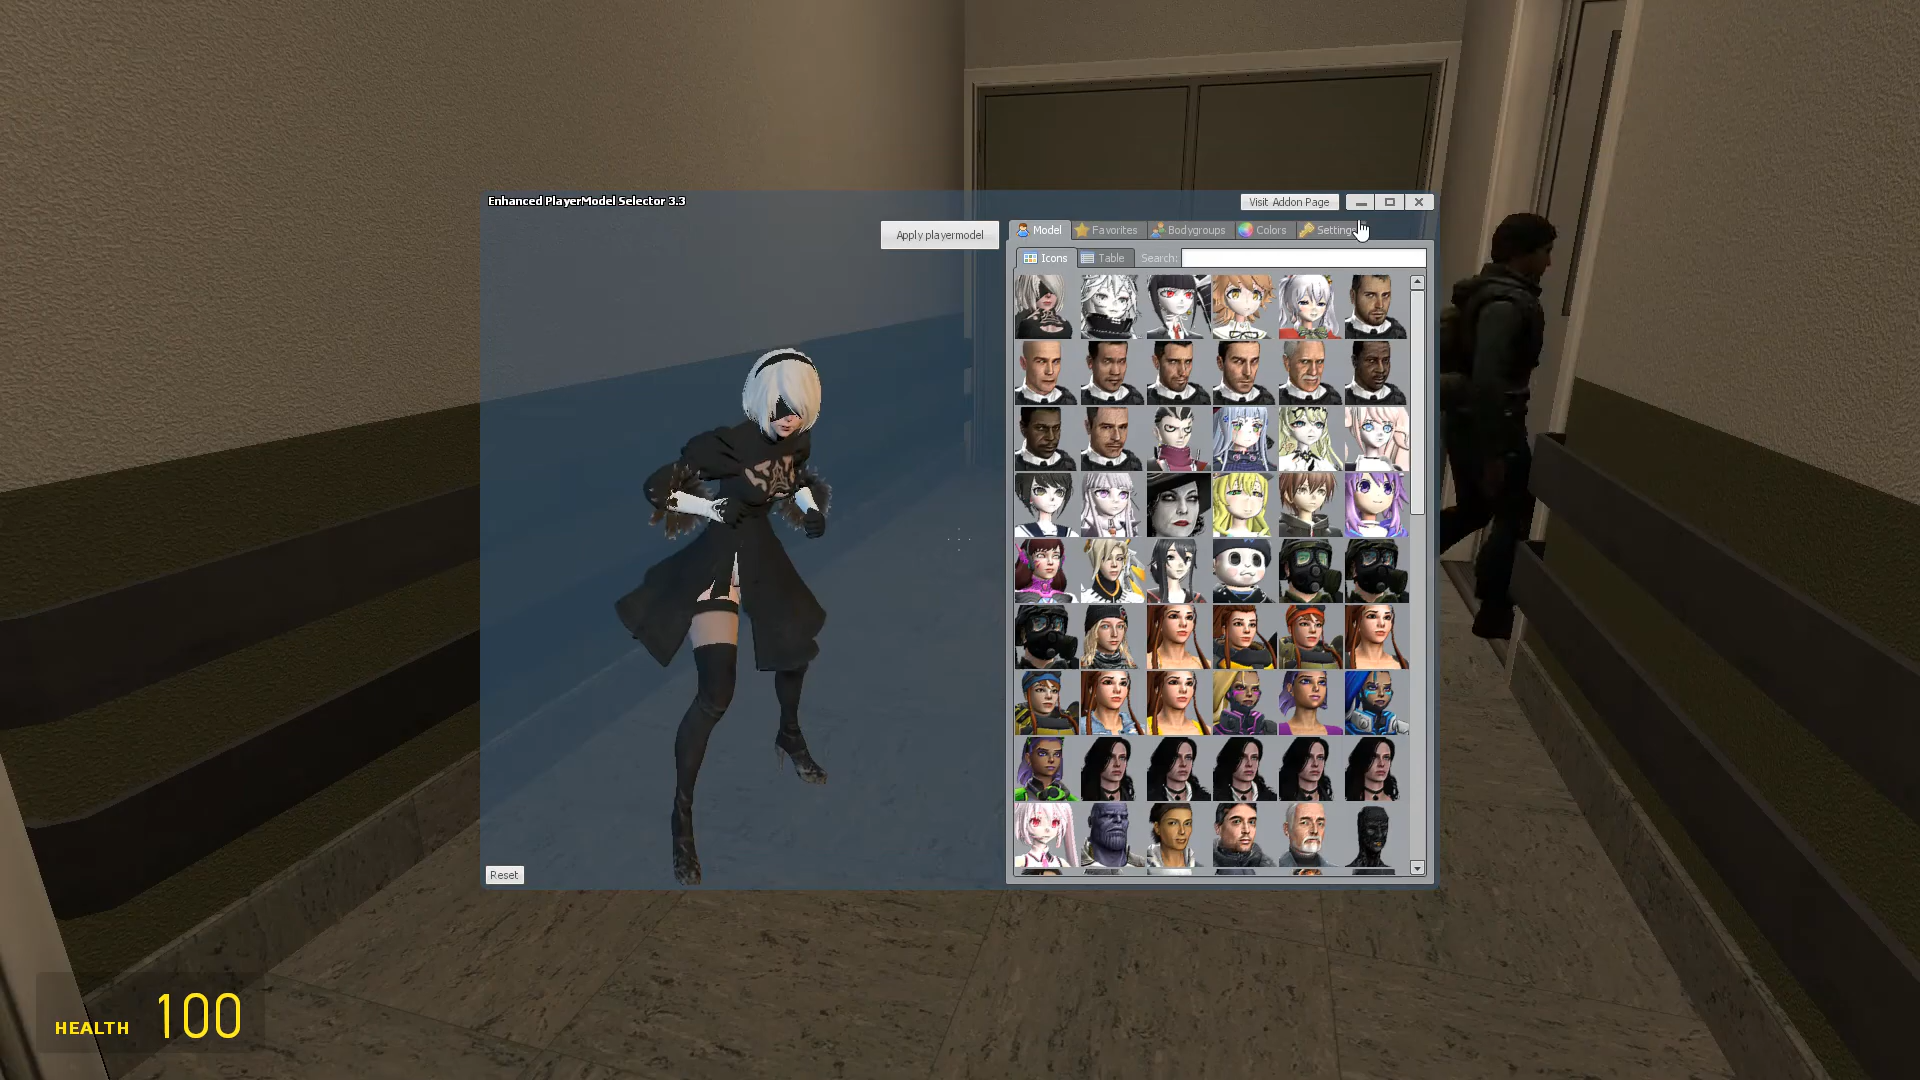 Enhanced PlayerModel Selector 3.3
Visit Addon Page
Apply playermodel
Model
Favorites
Bodygroups
Colors
Settings
Icons
Table
Search:
Reset
HEALTH 100